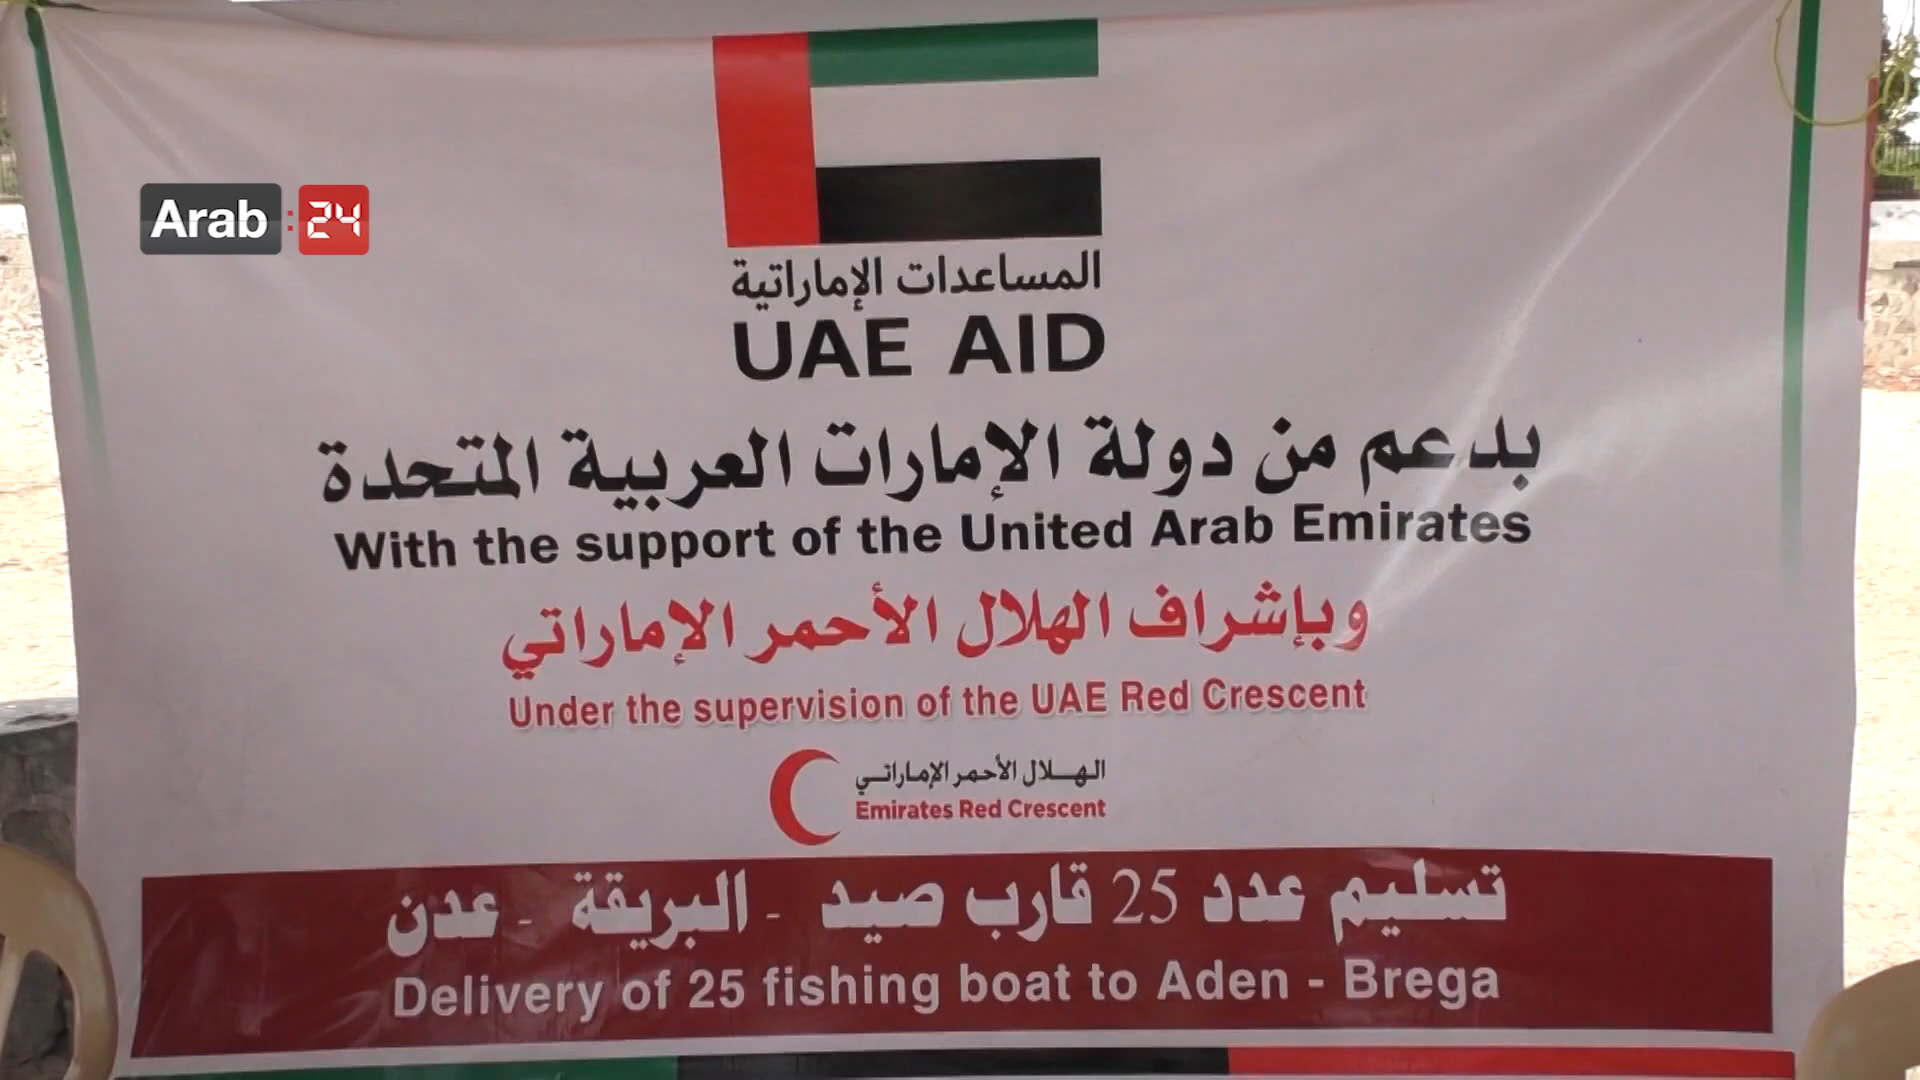 Arab:24
المساعدات الإماراتية
UAE AID
بدعم من دولة الإمارات العربية المتحدة
With the support of the United Arab Emirates
وبإشراف الهلال الأحمر الإماراتي
Under the supervision of the UAE Red Crescent
الهـلال الأحمر الإماراتـي
Emirates Red Crescent
تسليم عدد 25 قارب صيد - البريقة - عدن
Delivery of 25 fishing boat to Aden - Brega